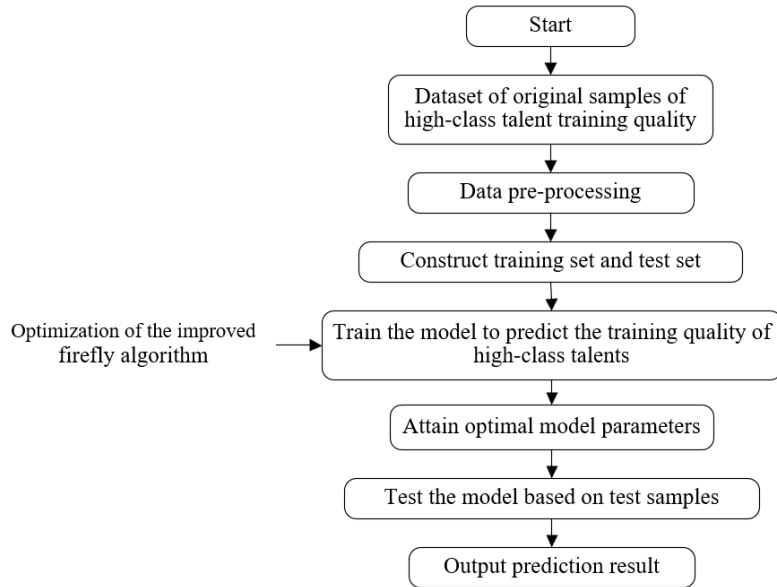 Start
Dataset of original samples of
high-class talent training quality
Data pre-processing
Construct training set and test set
Optimization of the improved
firefly algorithm
Train the model to predict the training quality of
high-class talents
Attain optimal model parameters
Test the model based on test samples
Output prediction result